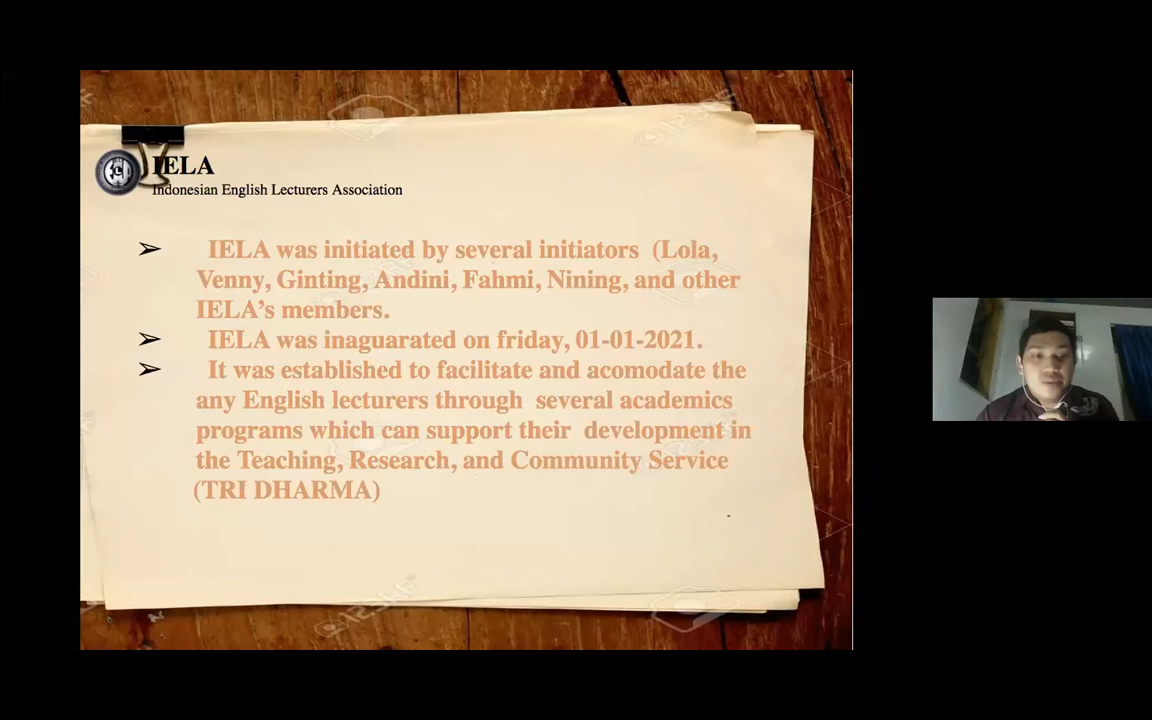 IELA
Indonesian English Lecturers Association
➢ IELA was initiated by several initiators (Lola,
Venny, Ginting, Andini, Fahmi, Nining, and other
IELA's members.
➢ IELA was inaguarated on friday, 01-01-2021.
➢ It was established to facilitate and acomodate the
any English lecturers through several academics
programs which can support their development in
the Teaching, Research, and Community Service
(TRI DHARMA)